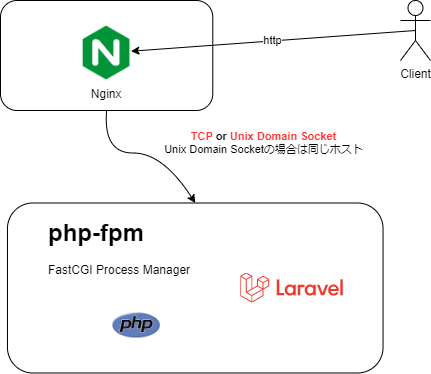 http
Client
Nginx
TCP or Unix Domain Socket
Unix Domain Socketの場合は同じホスト
php-fpm
FastCGI Process Manager
Laravel
php